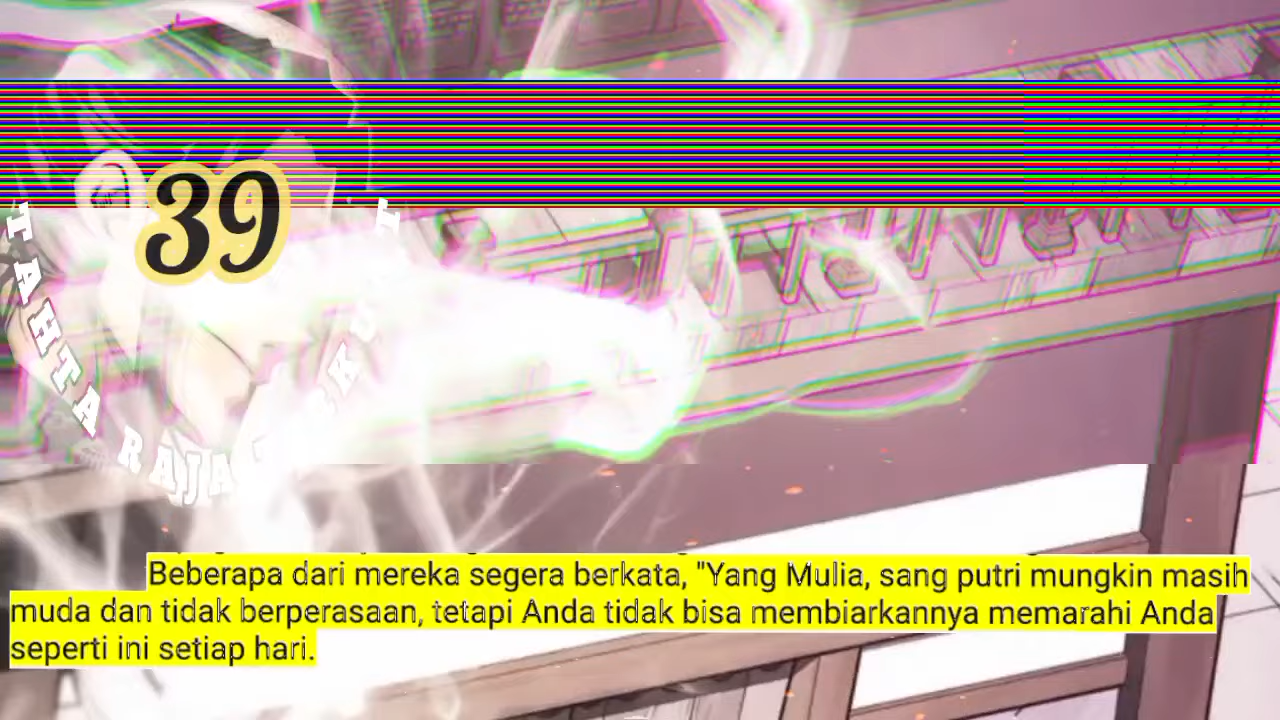 39
TAHTA RAJA
Beberapa dari mereka segera berkata, "Yang Mulia, sang putri mungkin masih
muda dan tidak berperasaan, tetapi Anda tidak bisa membiarkannya memarahi Anda
seperti ini setiap hari.